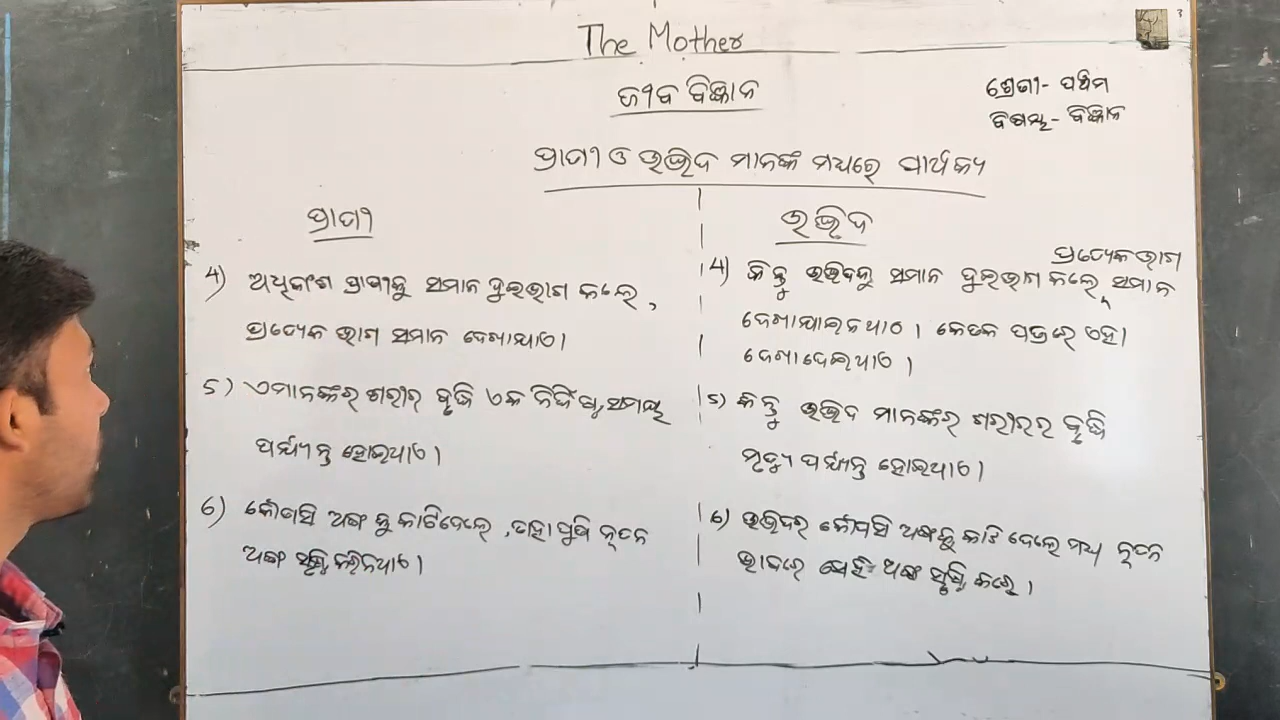 The Mother
ଜୀବ ବିଜ୍ଞାନ
ଶ୍ରେଣୀ- ପଞ୍ଚମ
ବିଷୟ- ବିଜ୍ଞାନ
ପ୍ରାଣୀ ଓ ଉଦ୍ଭିଦ ମାନଙ୍କ ମଧ୍ୟରେ ପାର୍ଥକ୍ୟ
ପ୍ରାଣୀ
4) ଅଧିକାଂଶ ପ୍ରାଣୀକୁ ସମାନ ଦୁଇଭାଗ କଲେ,
ପ୍ରତ୍ୟେକ ଭାଗ ସମାନ ଦେଖାଯାଏ।
5) ଏମାନଙ୍କର ଶରୀର ବୃଦ୍ଧି ଏକ ନିର୍ଦ୍ଦିଷ୍ଟ ସମୟ
ପର୍ଯ୍ୟନ୍ତ ହୋଇଥାଏ।
6) କୌଣସି ଅଙ୍ଗ କୁ କାଟିଦେଲେ, ତାହା ପୁଣି ନୂତନ
ଅଙ୍ଗ ସୃଷ୍ଟି କରିନଥାଏ।
ଉଦ୍ଭିଦ
ପ୍ରତ୍ୟେକ ଭାଗ
4) କିନ୍ତୁ ଉଦ୍ଭିଦକୁ ସମାନ ଦୁଇଭାଗ କଲେ, ସମାନ
ଦେଖାଯାଇନଥାଏ। କେତେକ ପତ୍ରରେ ଏହା
ଦେଖାଦେଇଥାଏ।
5) କିନ୍ତୁ ଉଦ୍ଭିଦ ମାନଙ୍କର ଶରୀରର ବୃଦ୍ଧି
ମୃତ୍ୟୁ ପର୍ଯ୍ୟନ୍ତ ହୋଇଥାଏ।
6) ଉଦ୍ଭିଦର କୌଣସି ଅଙ୍ଗକୁ କାଟି ଦେଲେ ମଧ୍ୟ ନୂତନ
ଭାବରେ ସେହି ଅଙ୍ଗ ସୃଷ୍ଟି କରେ।